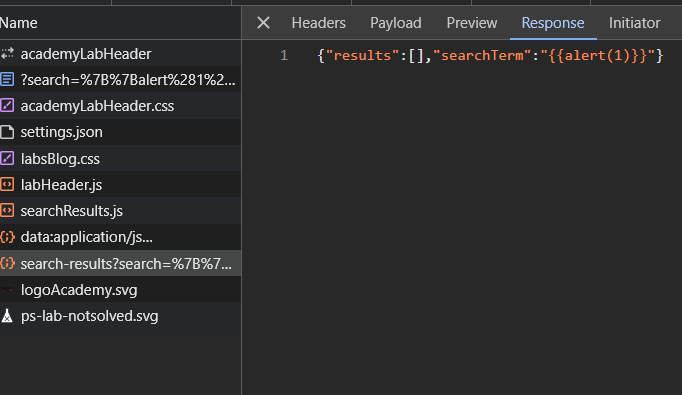 Name
Headers Payload Preview Response Initiator
academyLabHeader
?search=%7B%7Balert%281%2...
academyLabHeader.css
settings.json
labsBlog.css
labHeader.js
searchResults.js
data:application/js...
search-results?search=%7B%7...
logoAcademy.svg
ps-lab-notsolved.svg
1 {"results":[],"searchTerm":"{{alert(1)}}"}